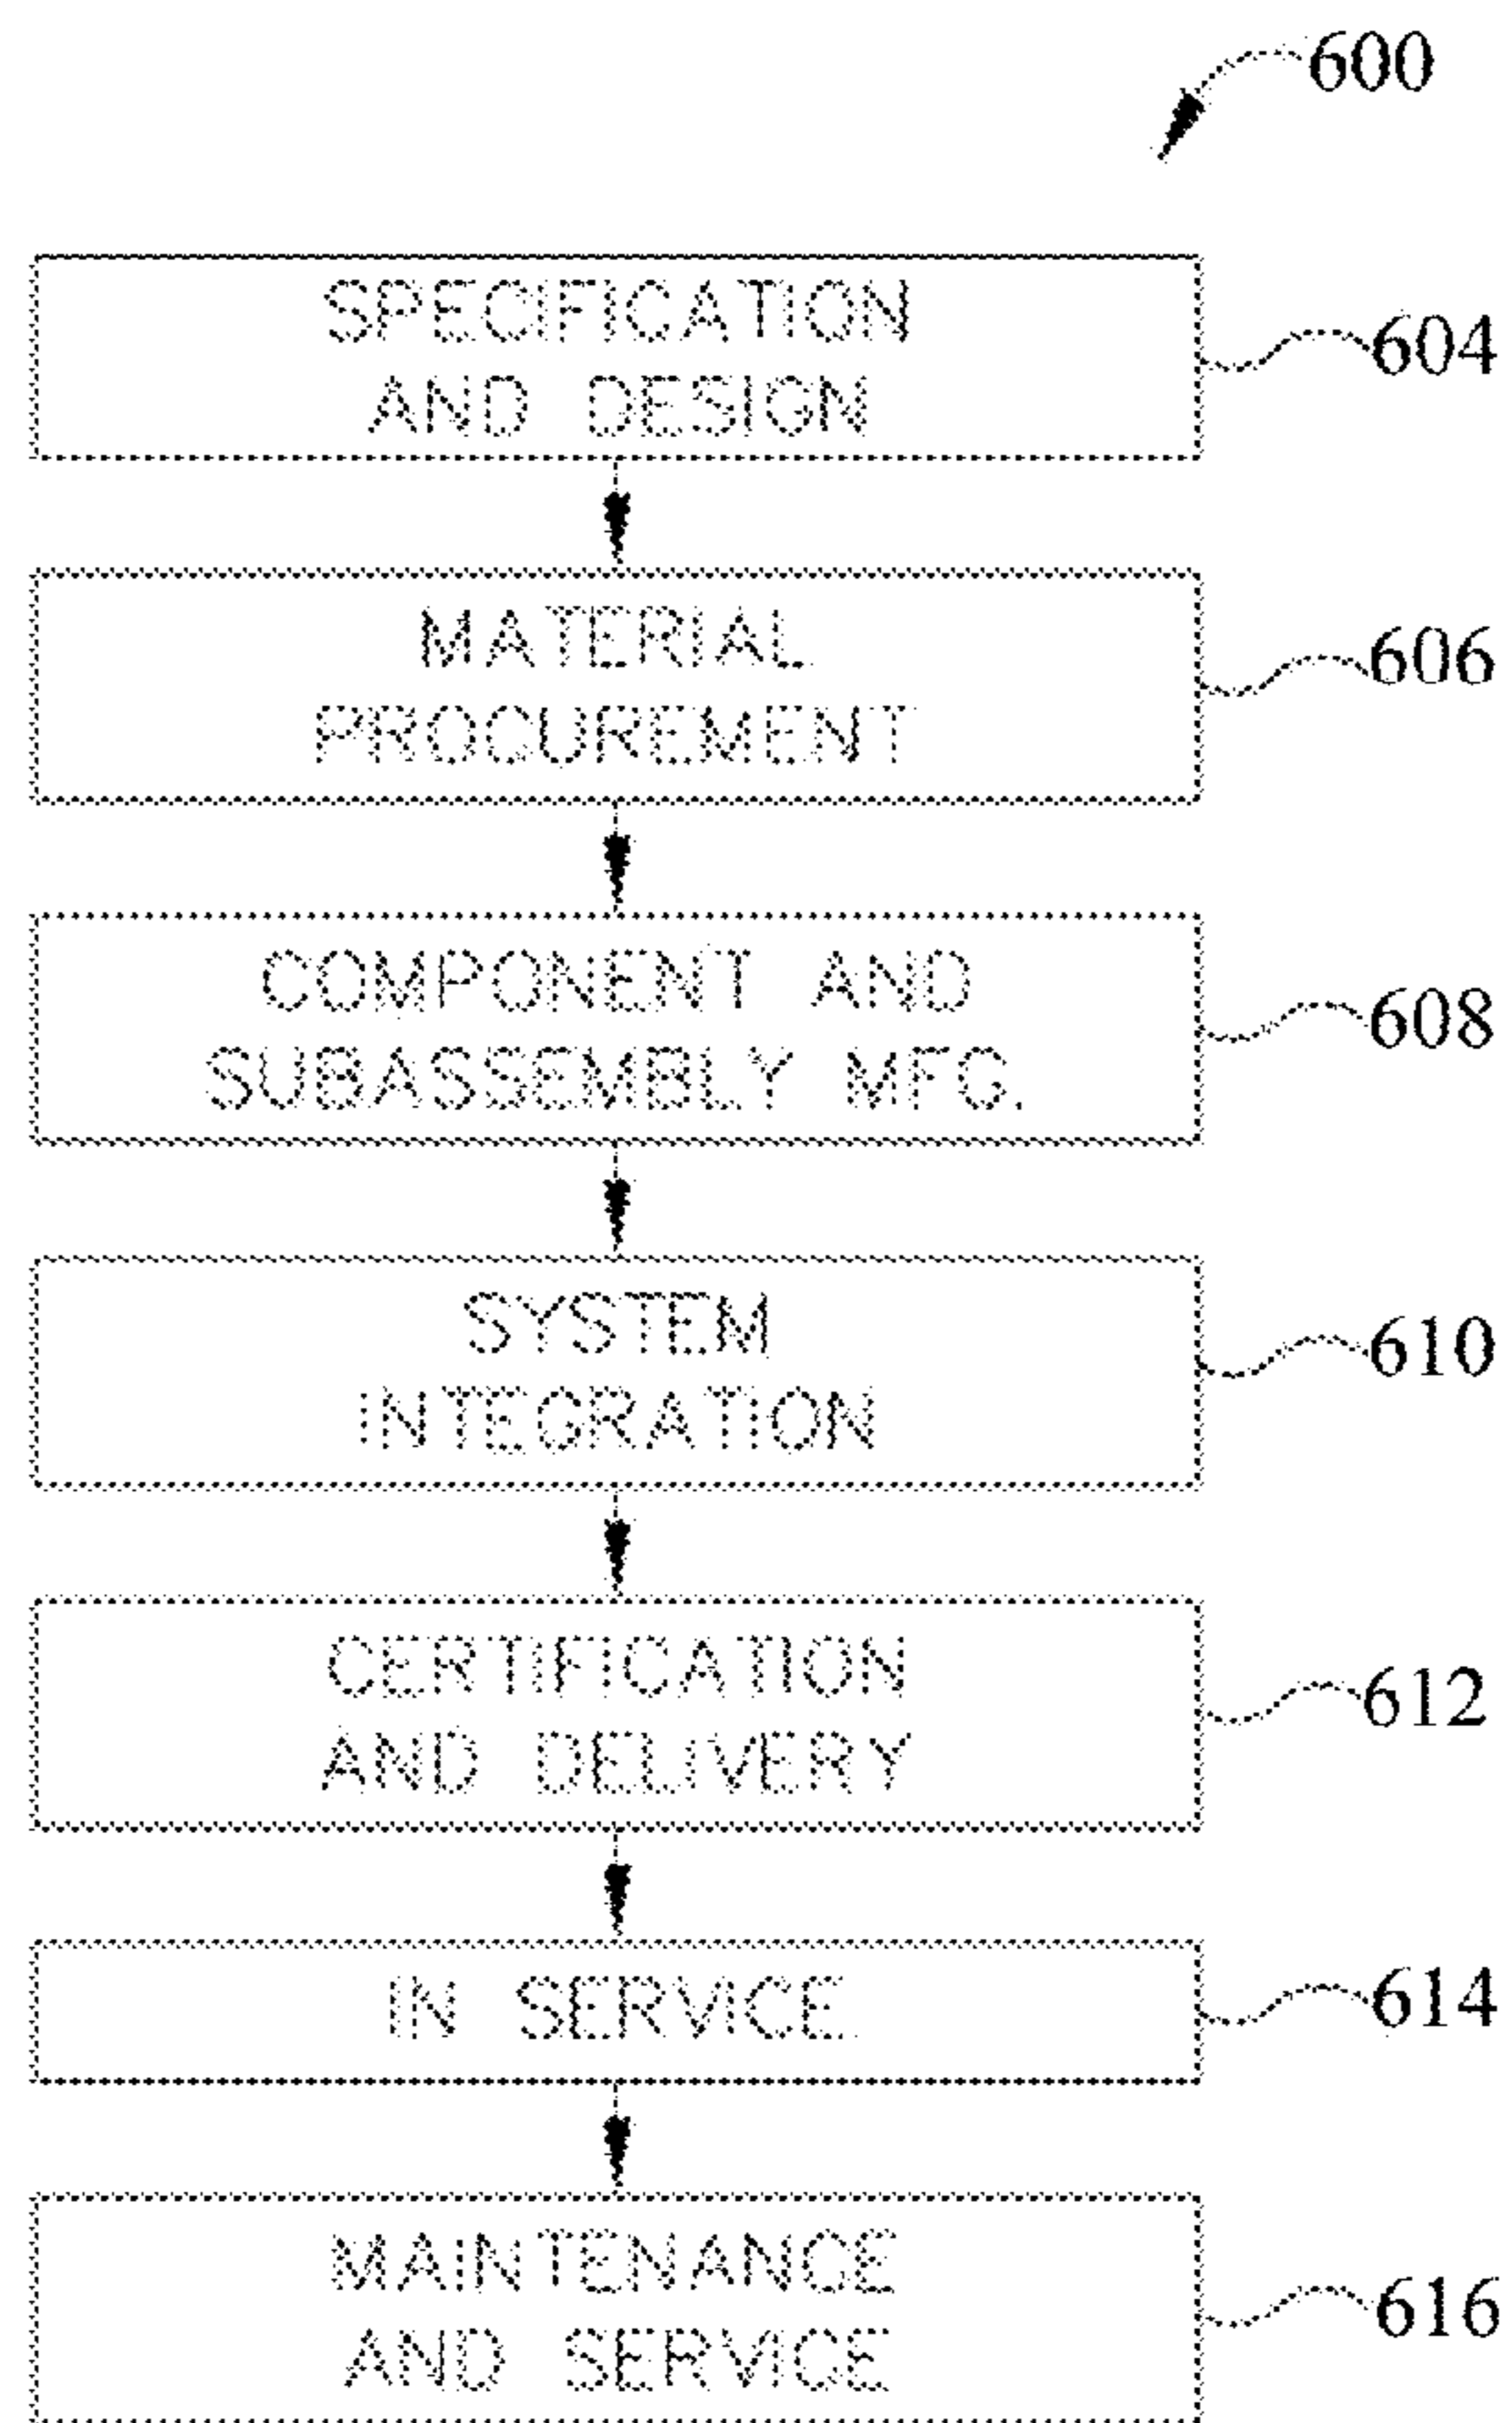 600
SPECIFICATION
AND DESIGN
604
MATERIAL
PROCUREMENT
606
COMPONENT AND
SUBASSEMBLY MFG.
608
SYSTEM
INTEGRATION
610
CERTIFICATION
AND DELIVERY
612
IN SERVICE
614
MAINTENANCE
AND SERVICE
616